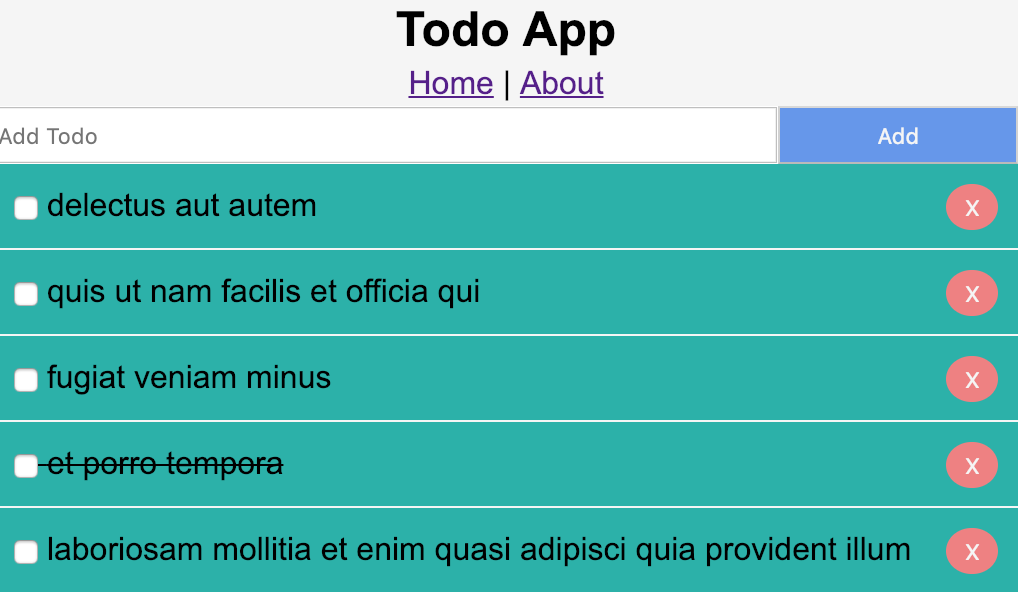 Todo App
Home | About
Add Todo Add
delectus aut autem x
quis ut nam facilis et officia qui x
fugiat veniam minus x
et porro tempora x
laboriosam mollitia et enim quasi adipisci quia provident illum x